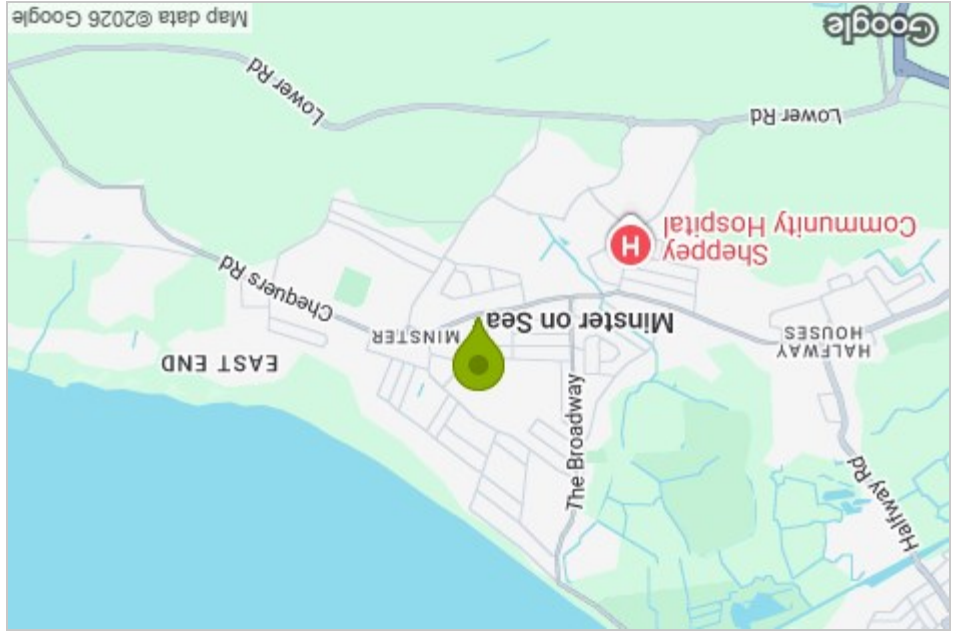 Halfway Rd
The Broadway
HALFWAY
HOUSES
Minster on Sea
MINSTER
EAST END
Sheppey
Community Hospital
H
Chequers Rd
Lower Rd
Lower Rd
Google
Map data ©2026 Google